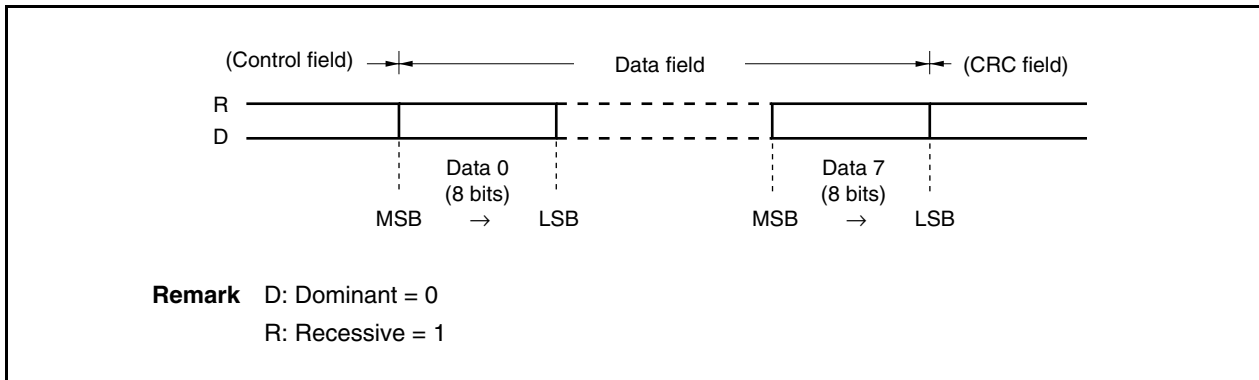 (Control field) Data field (CRC field)
R
D
Data 0 Data 7
(8 bits) (8 bits)
MSB → LSB MSB → LSB
Remark D: Dominant = 0
R: Recessive = 1